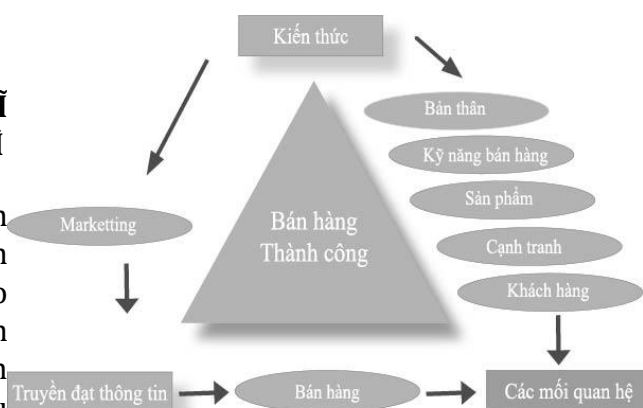 Kiến thức
Bản thân
Kỹ năng bán hàng
Sản phẩm
Cạnh tranh
Khách hàng
Marketting
Bán hàng
Thành công
Truyền đạt thông tin
Bán hàng
Các mối quan hệ